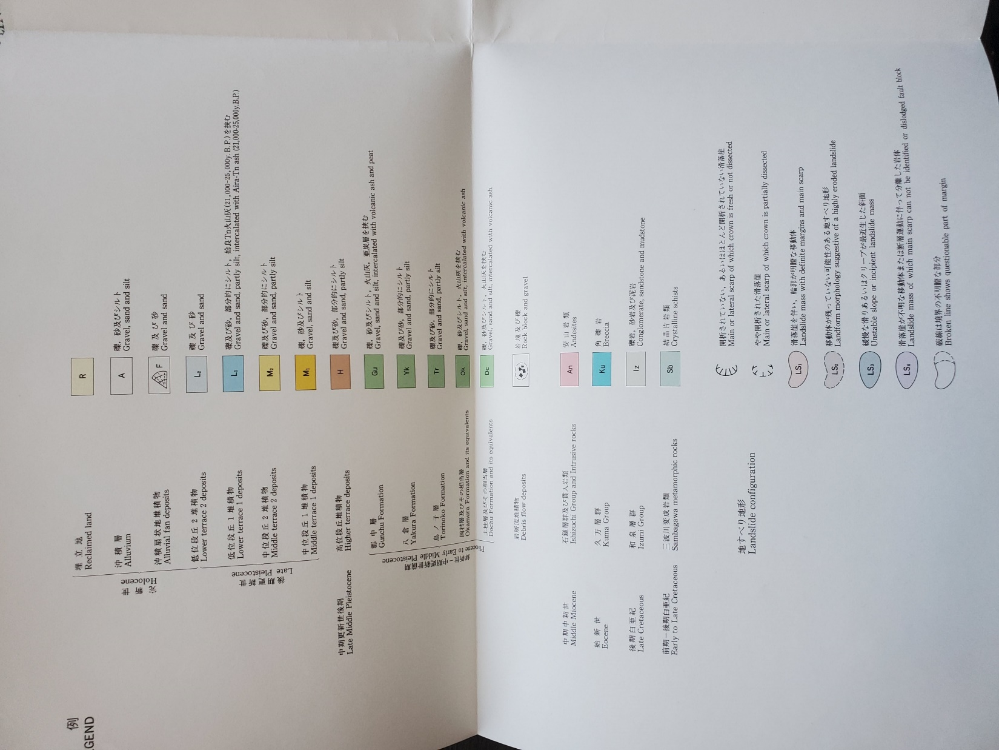 例
GEND
完新世
Holocene
埋立地
Reclaimed land
R
沖積層
Alluvium
A
礫，砂及びシルト
Gravel, sand and silt
沖積扇状地堆積物
Alluvial fan deposits
F
礫及び砂
Gravel and sand
低位段丘 2 堆積物
Lower terrace 2 deposits
L₂
礫及び砂
Gravel and sand
後期更新世
Late Pleistocene
低位段丘 1 堆積物
Lower terrace 1 deposits
L₁
礫及び砂，部分的にシルト，姶良Tn火山灰(21,000-25,000y.B.P.)を挟む
Gravel and sand, partly silt, intercalated with Aira-Tn ash (21,000-25,000y.B.P.)
中位段丘 2 堆積物
Middle terrace 2 deposits
M₂
礫及び砂，部分的にシルト
Gravel and sand, partly silt
中位段丘 1 堆積物
Middle terrace 1 deposits
M₁
礫，砂及びシルト
Gravel, sand and silt
中期更新世後期
Late Middle Pleistocene
高位段丘堆積物
Higher terrace deposits
H
礫及び砂，部分的にシルト
Gravel and sand, partly silt
鮮新世－中期更新世前期
Pliocene to Early Middle Pleistocene
郡中層
Gunchu Formation
Gu
礫，砂及びシルト，火山灰，亜炭層を挟む
Gravel, sand and silt, intercalated with volcanic ash and peat
八倉層
Yakura Formation
Yk
礫及び砂，部分的にシルト
Gravel and sand, partly silt
鳥ノ子層
Torinoko Formation
Tr
礫及び砂，部分的にシルト
Gravel and sand, partly silt
岡村層及びその相当層
Okamura Formation and its equivalents
Ok
礫，砂及びシルト，火山灰を挟む
Gravel, sand and silt, intercalated with volcanic ash
土柱層及びその相当層
Dochu Formation and its equivalents
Dc
礫，砂及びシルト，火山灰を挟む
Gravel, sand and silt, intercalated with volcanic ash
岩屑流堆積物
Debris flow deposits
岩塊及び礫
Rock block and gravel
中期中新世
Middle Miocene
石鎚層群及び貫入岩類
Ishizuchi Group and Intrusive rocks
An
安山岩類
Andesites
始新世
Eocene
久万層群
Kuma Group
Ku
角礫岩
Breccia
後期白亜紀
Late Cretaceous
和泉層群
Izumi Group
Iz
礫岩，砂岩及び泥岩
Conglomerate, sandstone and mudstone
前期－後期白亜紀
Early to Late Cretaceous
三波川変成岩類
Sambagawa metamorphic rocks
Sb
結晶片岩類
Crystalline schists
地すべり地形
Landslide configuration
開析されていない，あるいはほとんど開析されていない滑落崖
Main or lateral scarp of which crown is fresh or not dissected
やや開析された滑落崖
Main or lateral scarp of which crown is partially dissected
LS₁
滑落崖を伴い，輪郭が明瞭な移動体
Landslide mass with definite margins and main scarp
LS₂
移動体が残っていない可能性のある地すべり地形
Landform morphology suggestive of a highly eroded landslide
LS₃
緩慢な滑りあるいはクリープが最近生じた斜面
Unstable slope or incipient landslide mass
LS₄
滑落崖が不明な移動体または断層運動に伴って分離した岩体
Landslide mass of which main scarp can not be identified or dislodged fault block
破線は境界の不明瞭な部分
Broken line shows questionable part of margin